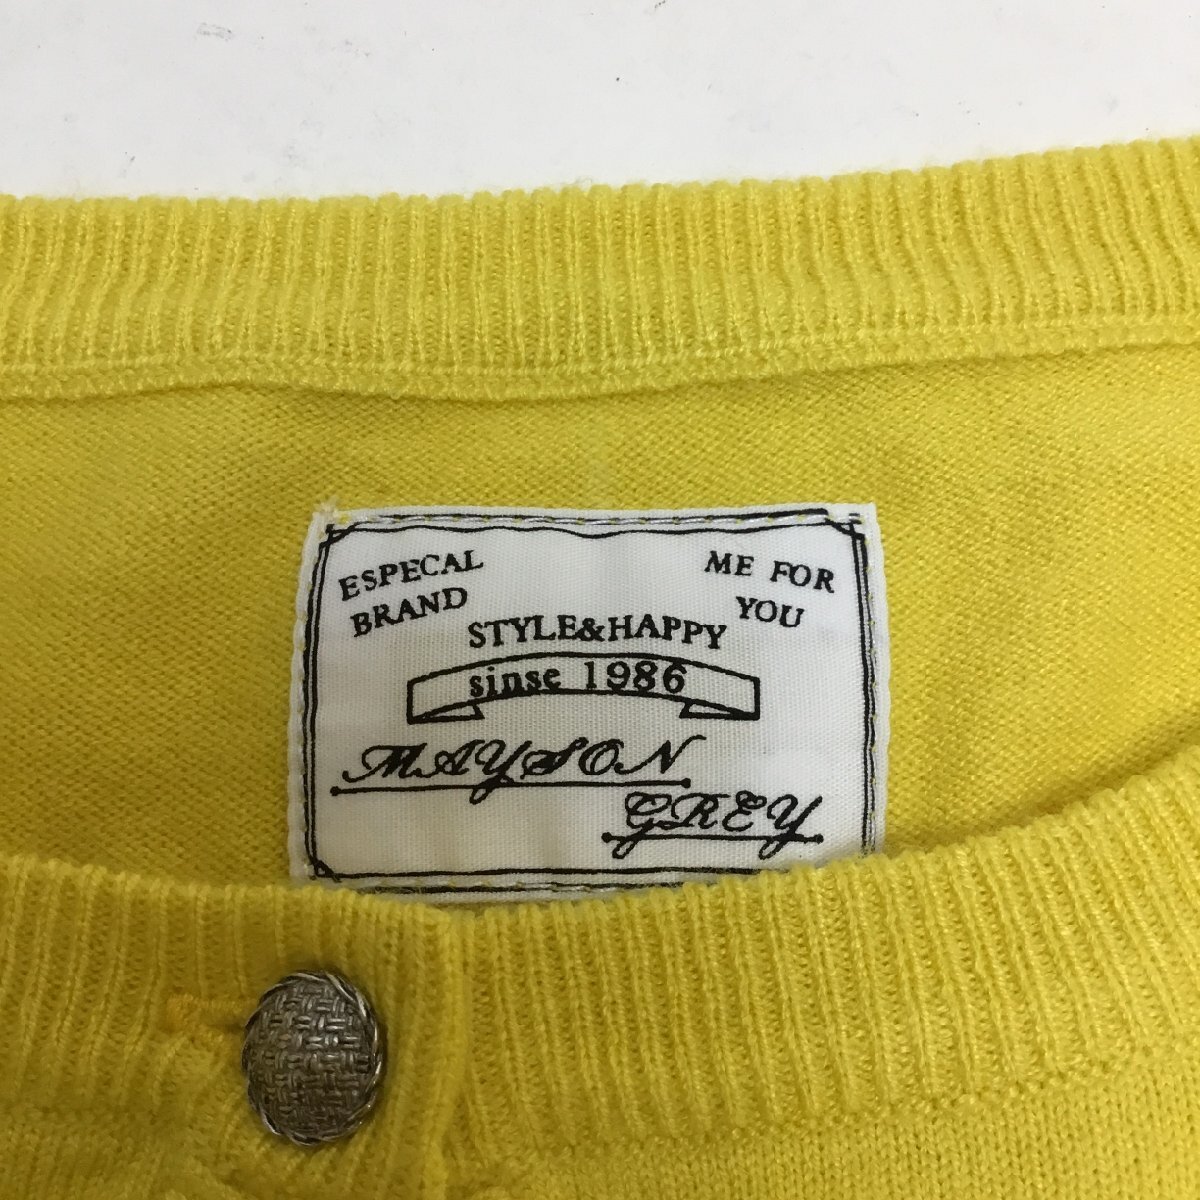 ESPECAL
BRAND
ME FOR
YOU
STYLE&HAPPY
sinse 1986
MAYSON
GREY